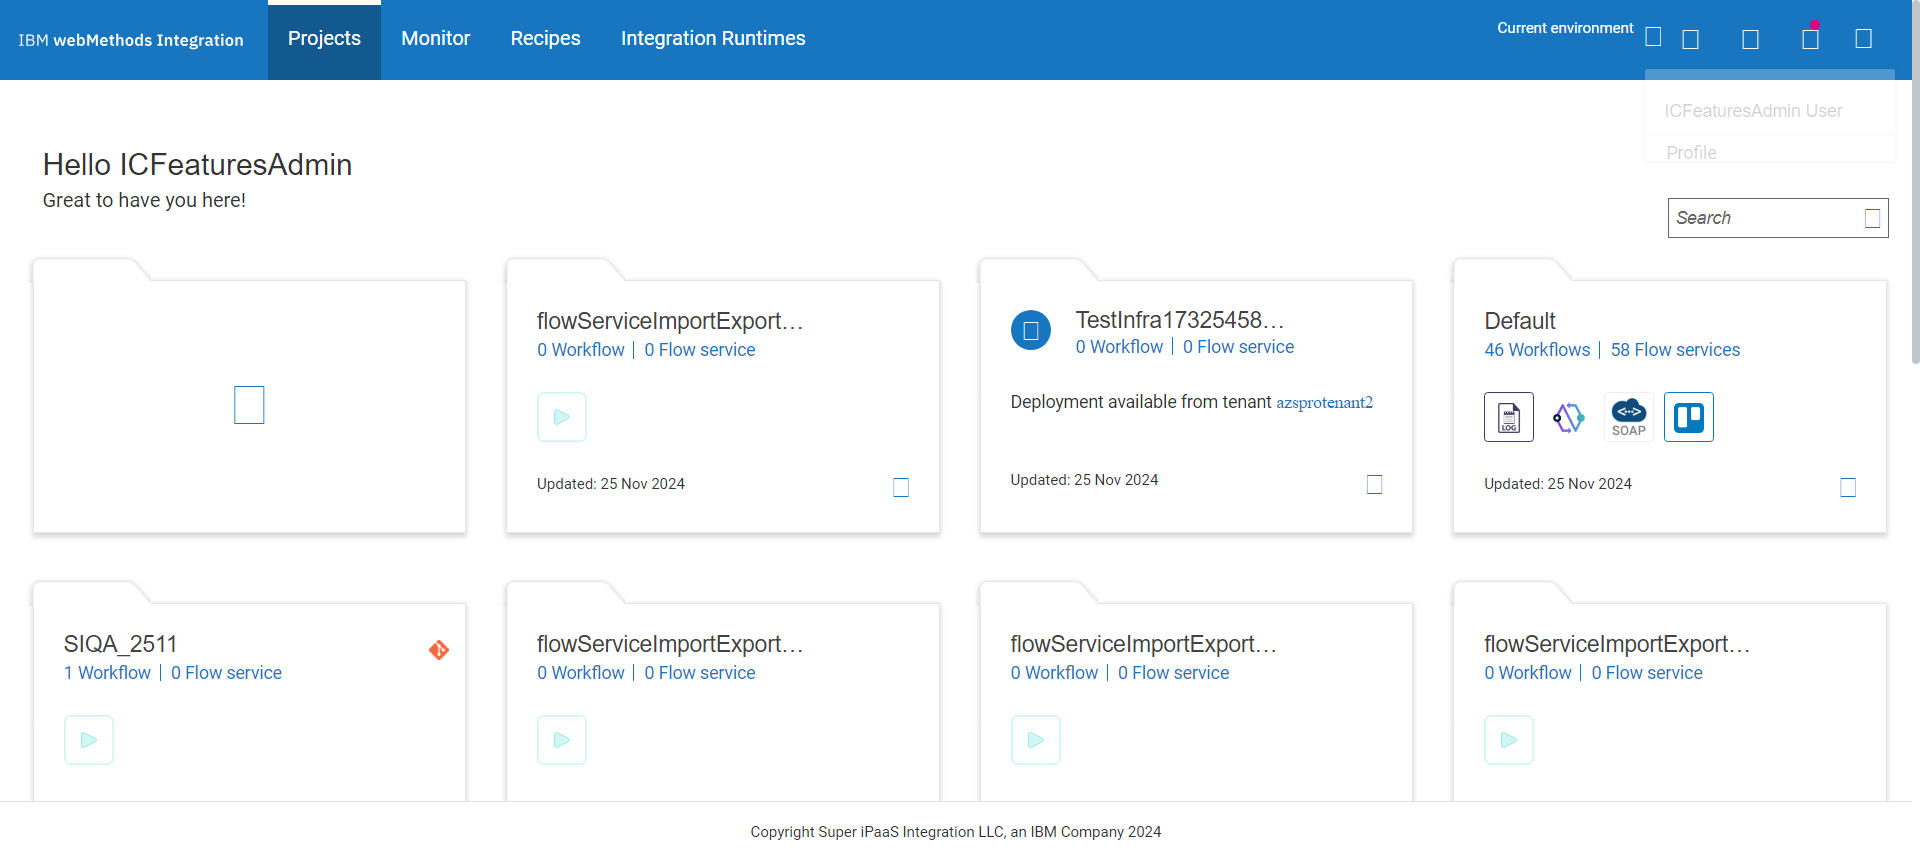 IBM webMethods Integration
Projects
Monitor
Recipes
Integration Runtimes
Current environment
ICFeaturesAdmin User
Profile
Hello ICFeaturesAdmin
Great to have you here!
Search
flowServiceImportExport...
0 Workflow | 0 Flow service
Updated: 25 Nov 2024
TestInfra17325458...
0 Workflow | 0 Flow service
Deployment available from tenant azsprotenant2
Updated: 25 Nov 2024
Default
46 Workflows | 58 Flow services
LOG
SOAP
Updated: 25 Nov 2024
SIQA_2511
1 Workflow | 0 Flow service
flowServiceImportExport...
0 Workflow | 0 Flow service
flowServiceImportExport...
0 Workflow | 0 Flow service
flowServiceImportExport...
0 Workflow | 0 Flow service
Copyright Super iPaaS Integration LLC, an IBM Company 2024